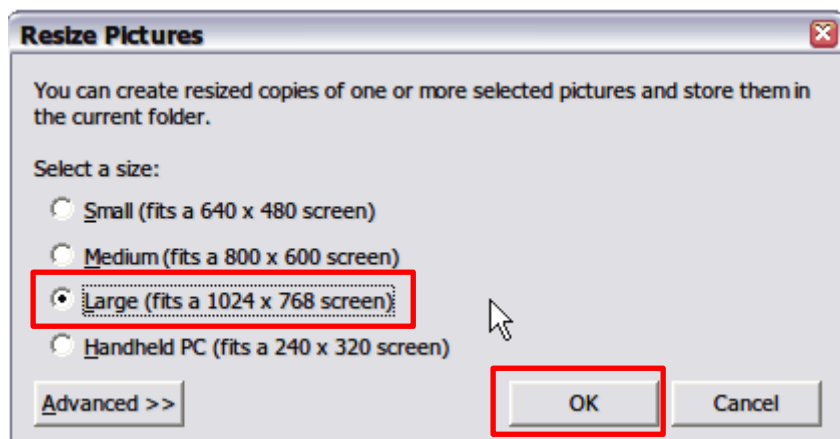 Resize Pictures
You can create resized copies of one or more selected pictures and store them in
the current folder.
Select a size:
Small (fits a 640 x 480 screen)
Medium (fits a 800 x 600 screen)
Large (fits a 1024 x 768 screen)
Handheld PC (fits a 240 x 320 screen)
Advanced >> OK Cancel